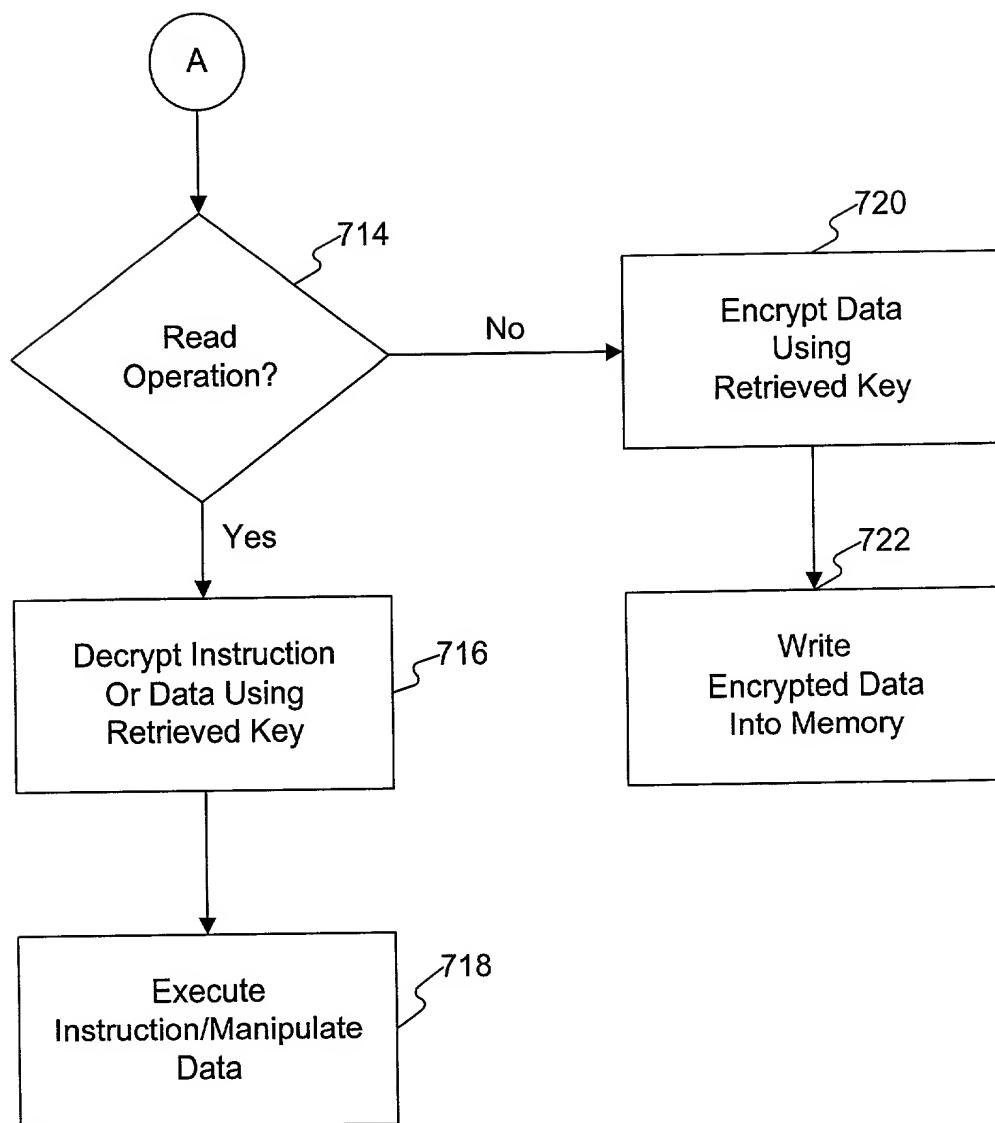 A
714
Read
Operation?
No
720
Encrypt Data
Using
Retrieved Key
Yes
722
Write
Encrypted Data
Into Memory
716
Decrypt Instruction
Or Data Using
Retrieved Key
718
Execute
Instruction/Manipulate
Data